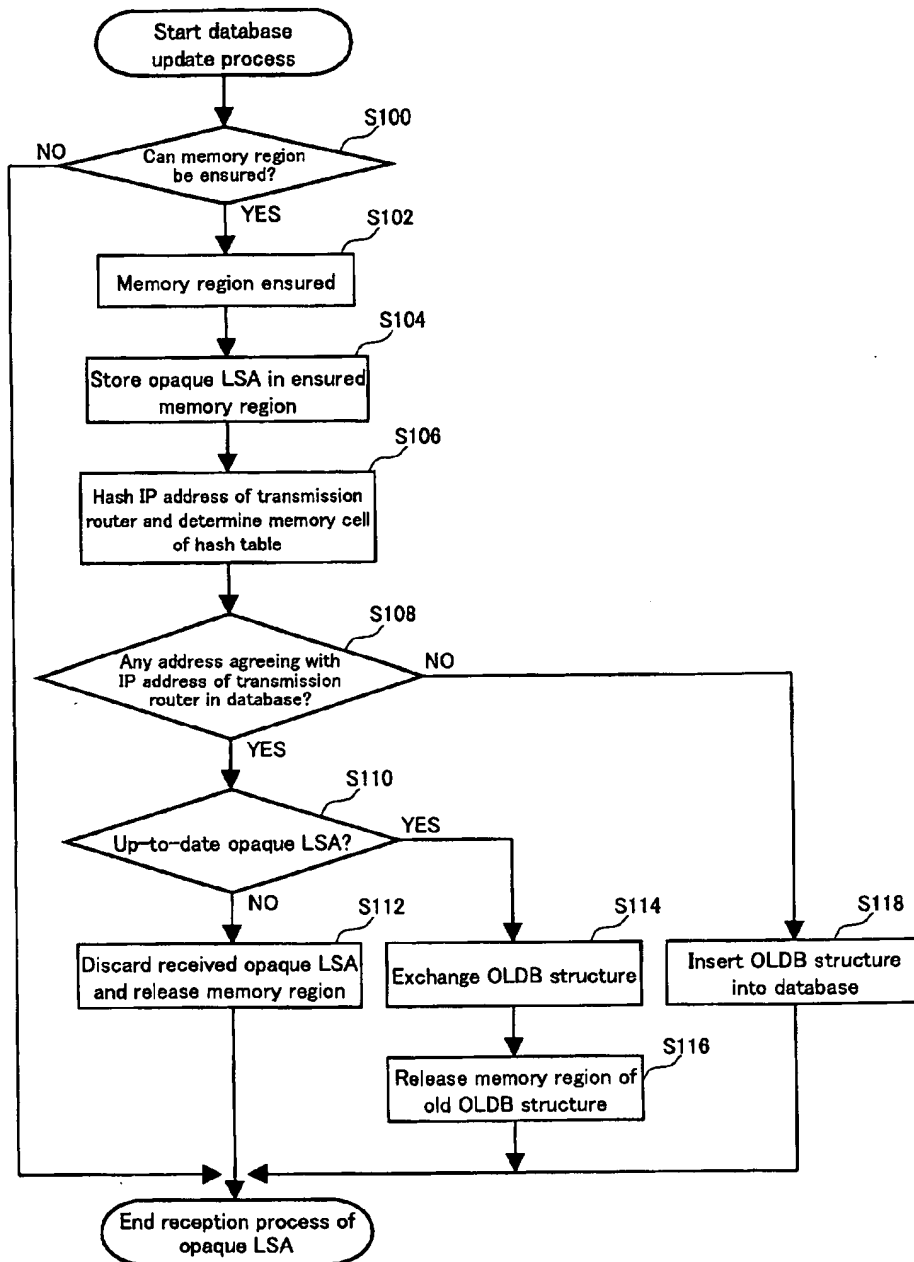 Start database
update process
S100
NO
Can memory region
be ensured?
YES
S102
Memory region ensured
S104
Store opaque LSA in ensured
memory region
S106
Hash IP address of transmission
router and determine memory cell
of hash table
S108
Any address agreeing with
IP address of transmission
router in database?
NO
YES
S110
Up-to-date opaque LSA?
YES
NO
S112
Discard received opaque LSA
and release memory region
S114
Exchange OLDB structure
S118
Insert OLDB structure
into database
S116
Release memory region of
old OLDB structure
End reception process of
opaque LSA